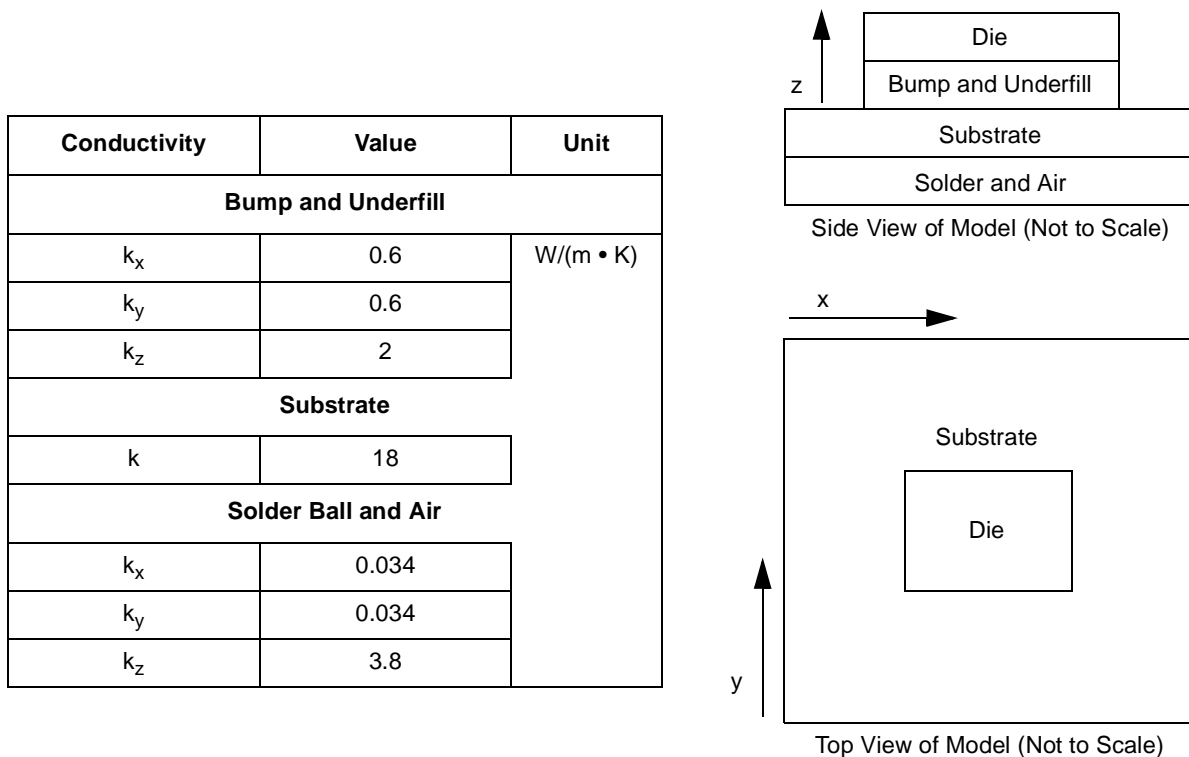 Conductivity Value Unit
Bump and Underfill
kx 0.6 W/(m • K)
ky 0.6
kz 2
Substrate
k 18
Solder Ball and Air
kx 0.034
ky 0.034
kz 3.8
z
Die
Bump and Underfill
Substrate
Solder and Air
Side View of Model (Not to Scale)
x
Substrate
Die
y
Top View of Model (Not to Scale)